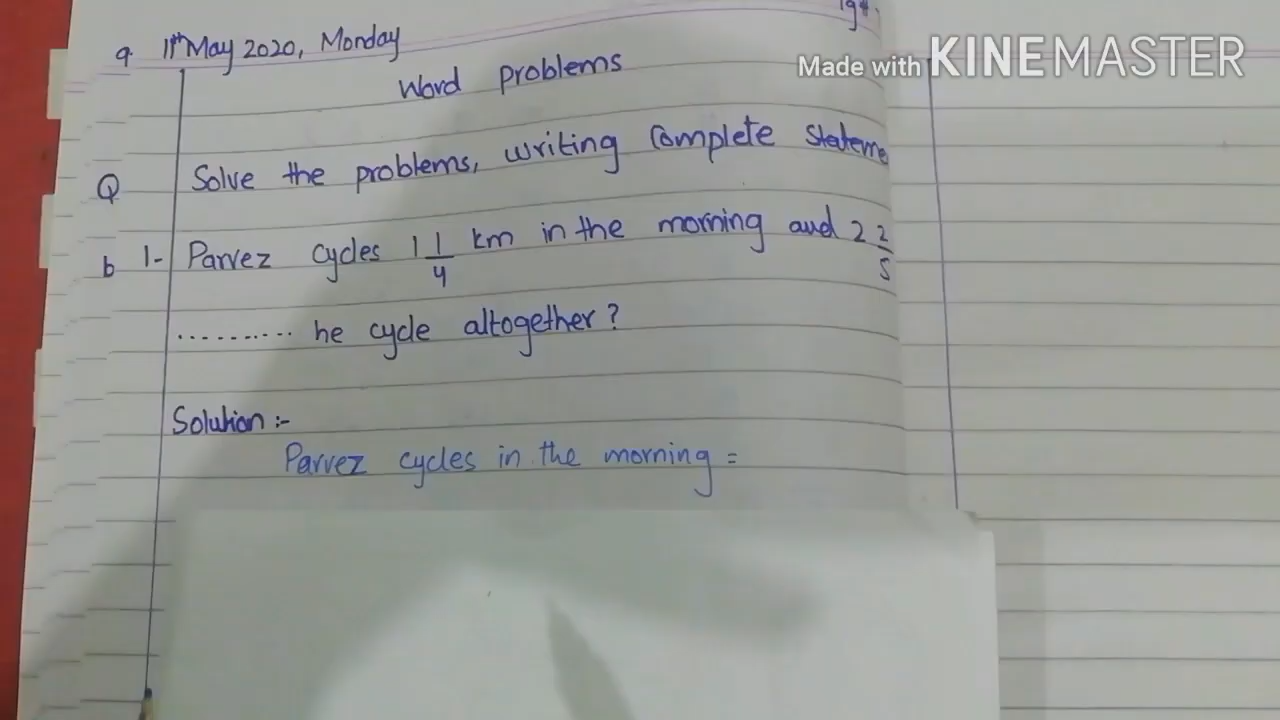 9 11th May 2020, Monday
Made with KINEMASTER
Word problems
Q Solve the problems, writing Complete
b 1- Parvez cycles 1 1/4 km in the morning and 2 2/5
.......... he cycle altogether?
Solution :-
Parvez cycles in the morning =